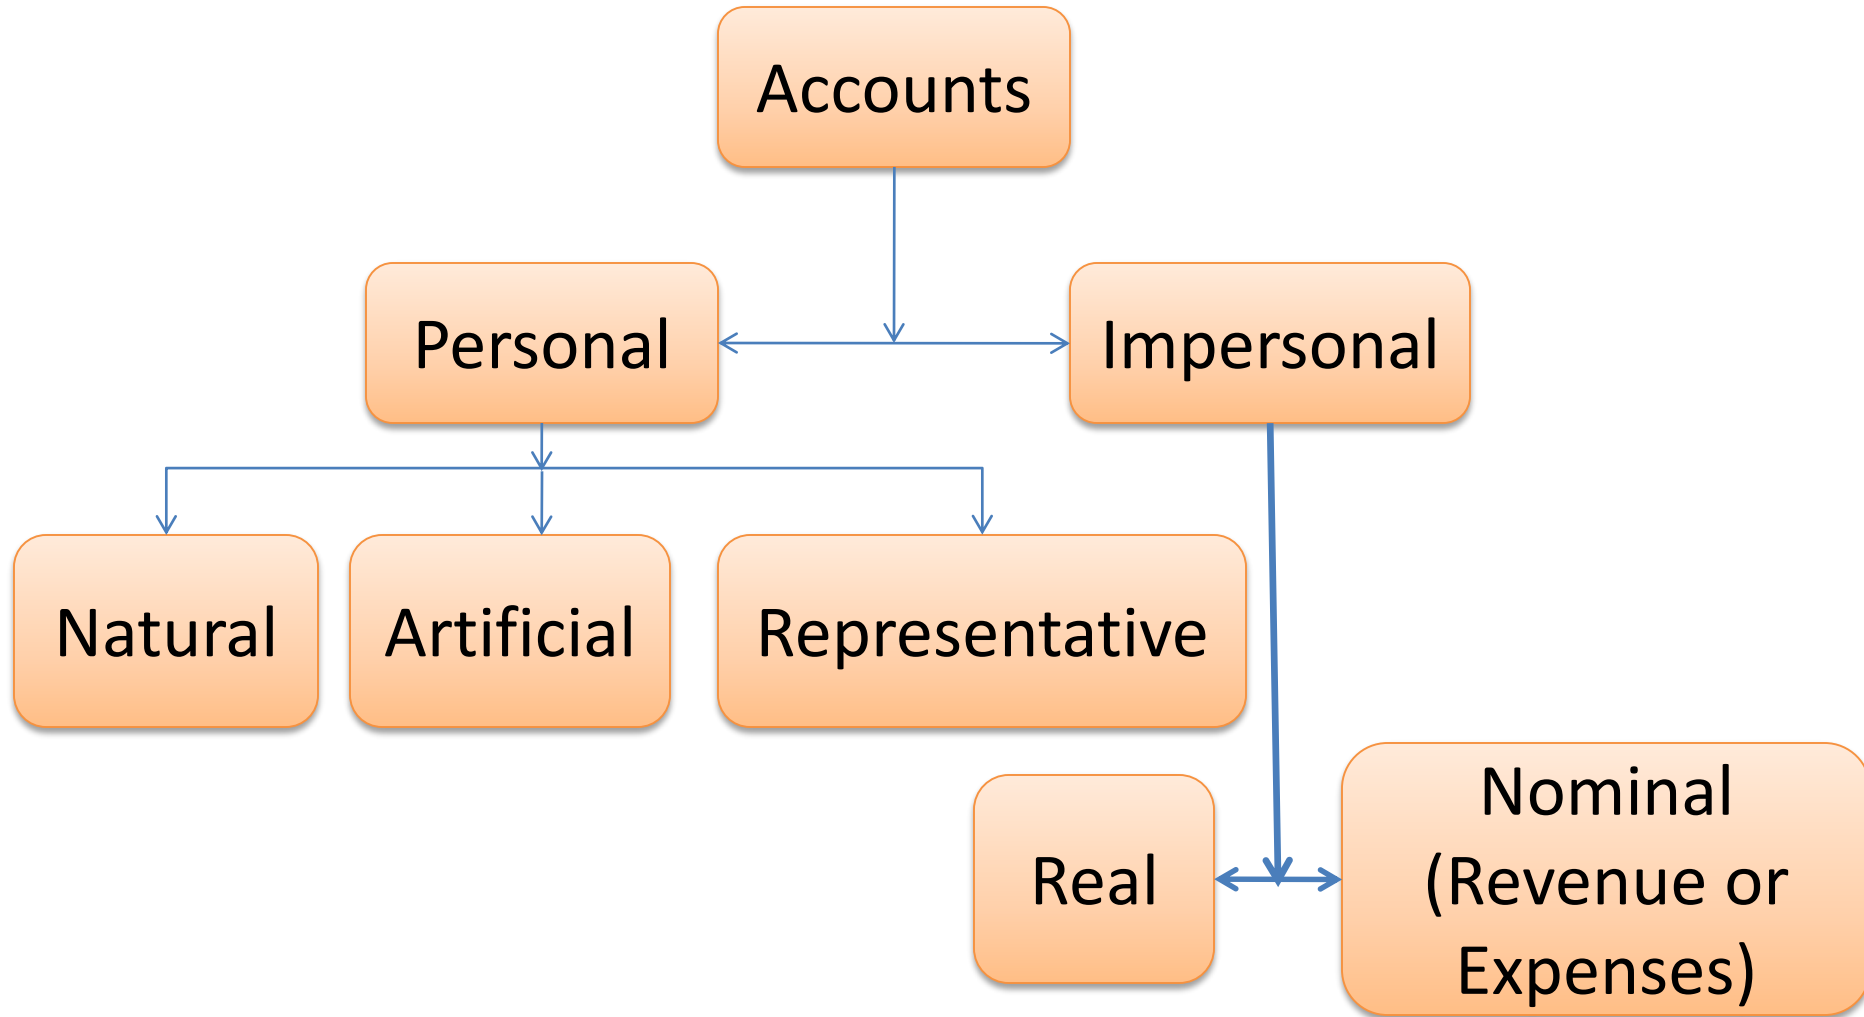 Accounts
Personal
Impersonal
Natural
Artificial
Representative
Real
Nominal
(Revenue or
Expenses)